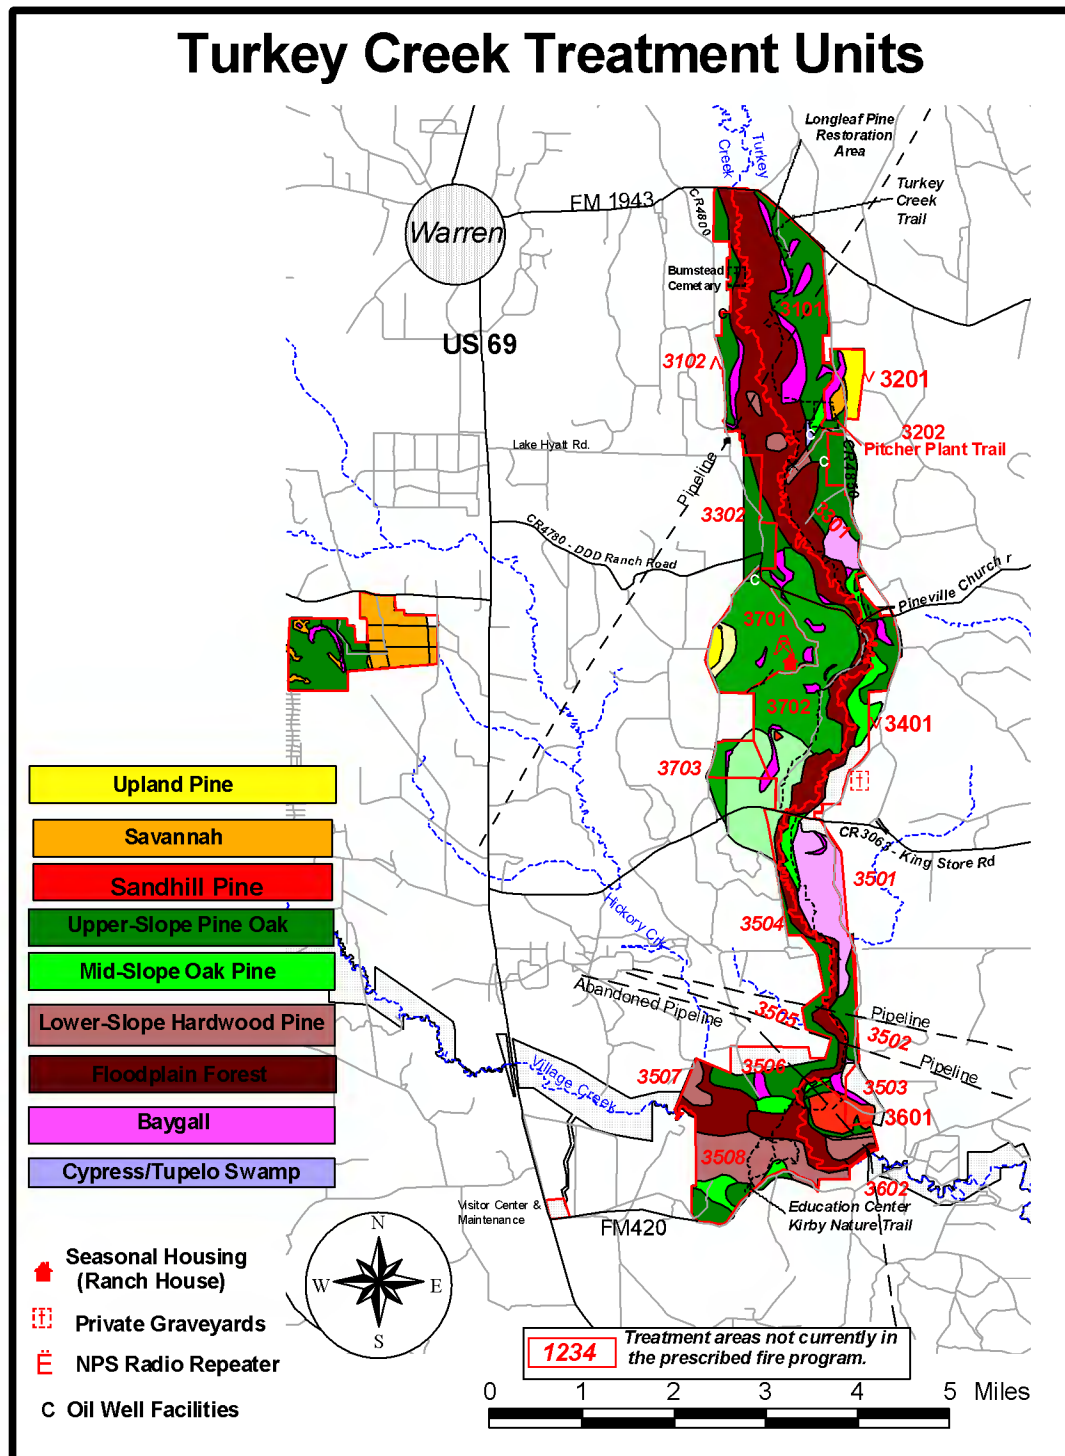 Turkey Creek Treatment Units
Longleaf Pine
Restoration
Area
Turkey
Creek
Turkey
Creek
Trail
FM 1943
CR4800
Warren
Bumstead
Cemetary
C
3101
US 69
3102
3201
3202
Pitcher Plant Trail
C
C
CR4850
Lake Hyatt Rd.
Pipeline
3302
3301
CR4780 - DDD Ranch Road
C
Pineville Church r
3701
3702
3401
3703
CR3063 - King Store Rd
3501
3504
Hickory Crk
Abandoned Pipeline
3505
Pipeline
3502
Pipeline
3506
3507
3503
Village Creek
3601
3508
3602
Education Center
Kirby Nature Trail
Visitor Center &
Maintenance
FM420
Upland Pine
Savannah
Sandhill Pine
Upper-Slope Pine Oak
Mid-Slope Oak Pine
Lower-Slope Hardwood Pine
Floodplain Forest
Baygall
Cypress/Tupelo Swamp
N
W
E
S
Seasonal Housing
(Ranch House)
Private Graveyards
Ë NPS Radio Repeater
C Oil Well Facilities
1234 Treatment areas not currently in
the prescribed fire program.
0 1 2 3 4 5 Miles